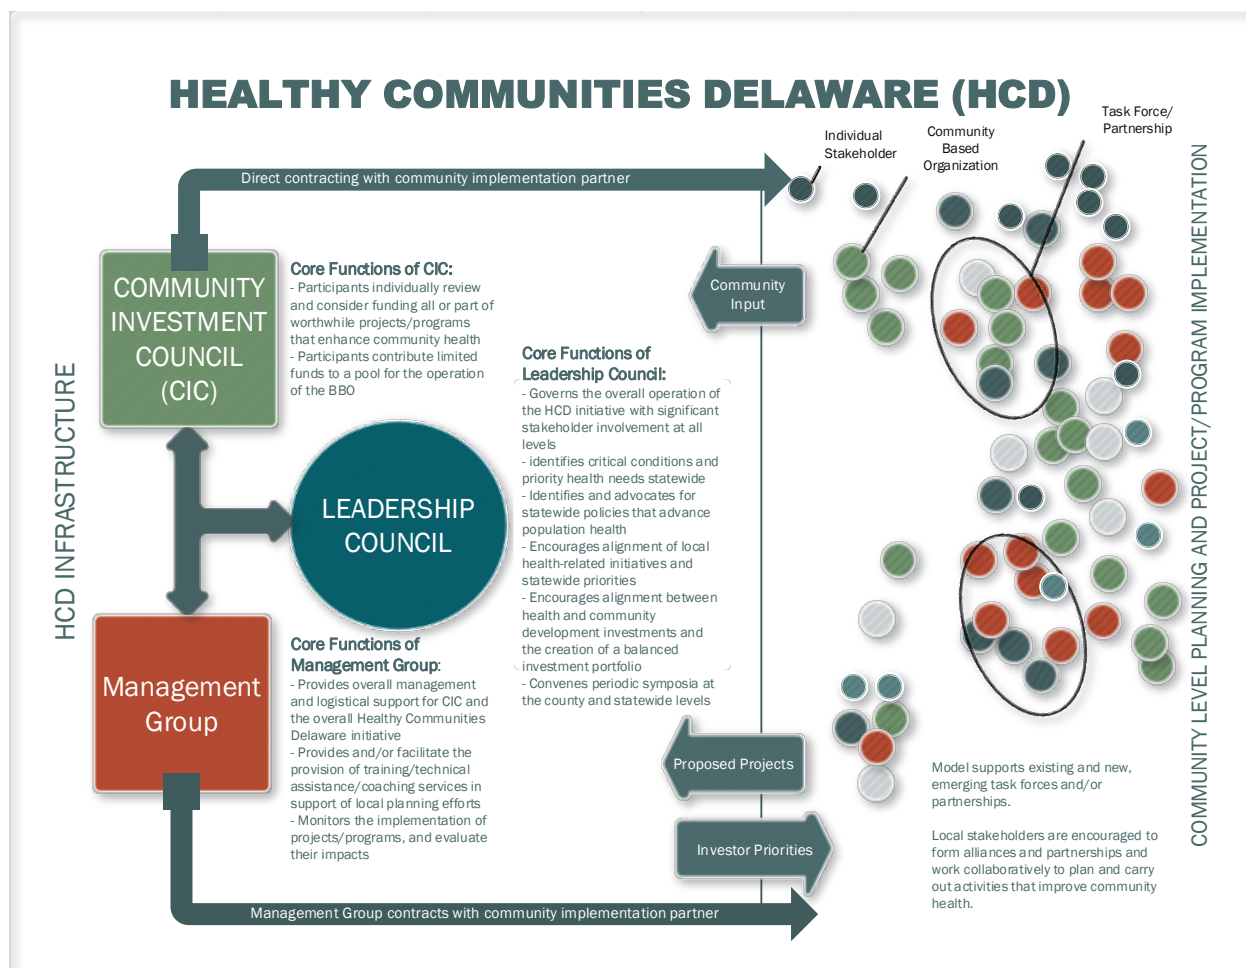 HEALTHY COMMUNITIES DELAWARE (HCD)
Task Force/
Partnership
Individual
Stakeholder
Community
Based
Organization
Direct contracting with community implementation partner
COMMUNITY
INVESTMENT
COUNCIL
(CIC)
Core Functions of CIC:
- Participants individually review
and consider funding all or part of
worthwhile projects/programs
that enhance community health
- Participants contribute limited
funds to a pool for the operation
of the BBO
Community
Input
HCD INFRASTRUCTURE
LEADERSHIP
COUNCIL
Core Functions of
Leadership Council:
- Governs the overall operation of
the HCD initiative with significant
stakeholder involvement at all
levels
- identifies critical conditions and
priority health needs statewide
- Identifies and advocates for
statewide policies that advance
population health
- Encourages alignment of local
health-related initiatives and
statewide priorities
- Encourages alignment between
health and community
development investments and
the creation of a balanced
investment portfolio
- Convenes periodic symposia at
the county and statewide levels
Management
Group
Core Functions of
Management Group:
- Provides overall management
and logistical support for CIC and
the overall Healthy Communities
Delaware initiative
- Provides and/or facilitate the
provision of training/technical
assistance/coaching services in
support of local planning efforts
- Monitors the implementation of
projects/programs, and evaluate
their impacts
Proposed Projects
Investor Priorities
Management Group contracts with community implementation partner
Model supports existing and new,
emerging task forces and/or
partnerships.
Local stakeholders are encouraged to
form alliances and partnerships and
work collaboratively to plan and carry
out activities that improve community
health.
COMMUNITY LEVEL PLANNING AND PROJECT/PROGRAM IMPLEMENTATION